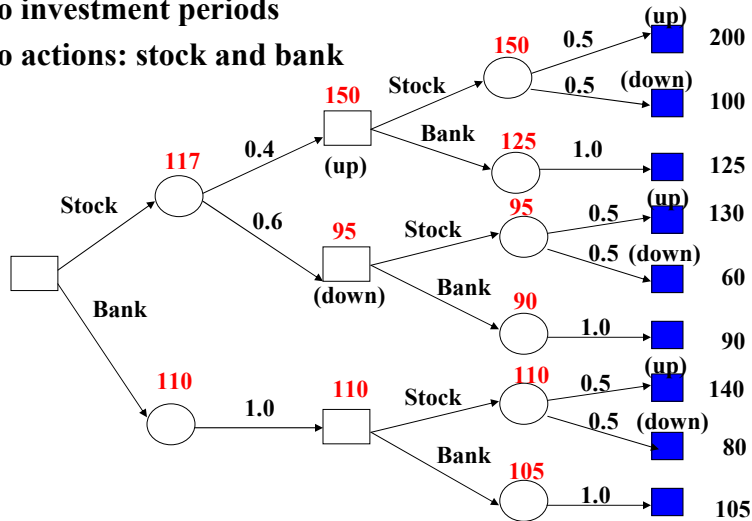 o investment periods
o actions: stock and bank
(up)
150 0.5 200
Stock
150 0.5 (down)
100
Bank 125
0.4 1.0 125
117 (up)
(up)
Stock 95 0.5 130
95 Stock
0.6 0.5 (down)
60
(down) Bank
90
Bank 1.0 90
(up)
110 110 Stock 110 0.5 140
1.0 0.5 (down)
80
Bank
105
1.0 105